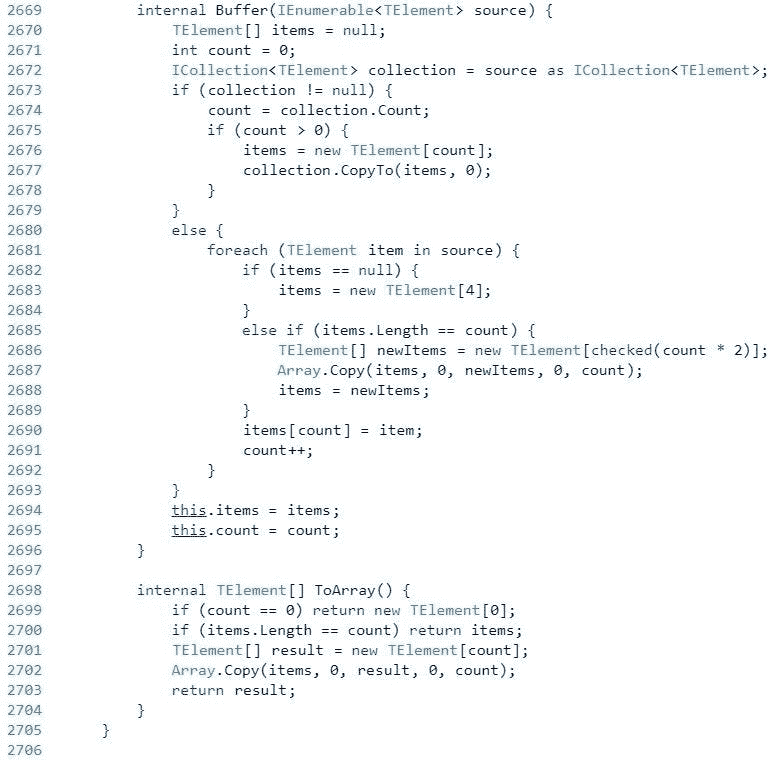 2669 internal Buffer(IEnumerable<TElement> source) {
2670 TElement[] items = null;
2671 int count = 0;
2672 ICollection<TElement> collection = source as ICollection<TElement>;
2673 if (collection != null) {
2674 count = collection.Count;
2675 if (count > 0) {
2676 items = new TElement[count];
2677 collection.CopyTo(items, 0);
2678 }
2679 }
2680 else {
2681 foreach (TElement item in source) {
2682 if (items == null) {
2683 items = new TElement[4];
2684 }
2685 else if (items.Length == count) {
2686 TElement[] newItems = new TElement[checked(count * 2)];
2687 Array.Copy(items, 0, newItems, 0, count);
2688 items = newItems;
2689 }
2690 items[count] = item;
2691 count++;
2692 }
2693 }
2694 this.items = items;
2695 this.count = count;
2696 }
2697
2698 internal TElement[] ToArray() {
2699 if (count == 0) return new TElement[0];
2700 if (items.Length == count) return items;
2701 TElement[] result = new TElement[count];
2702 Array.Copy(items, 0, result, 0, count);
2703 return result;
2704 }
2705 }
2706